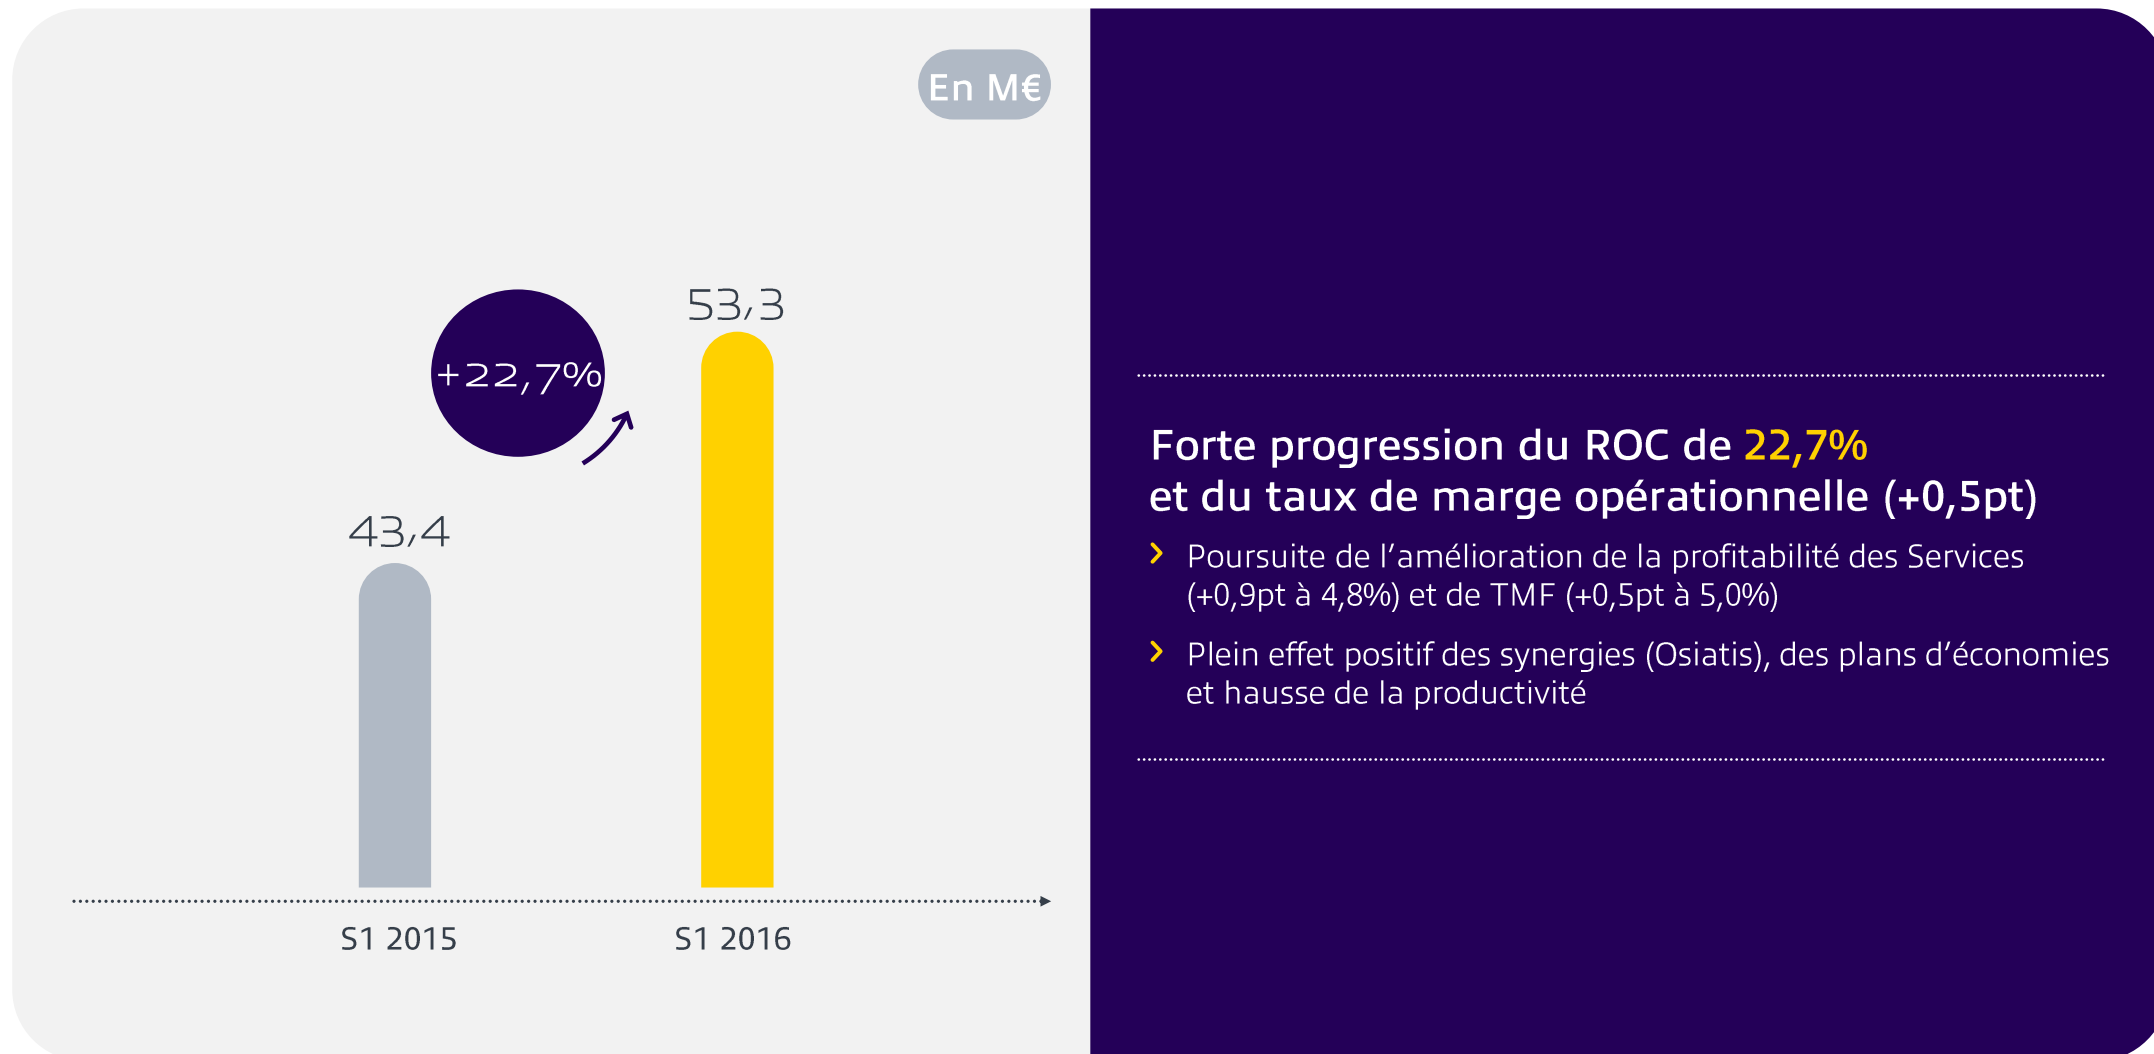 En M€
+22,7%
53,3
43,4
S1 2015
S1 2016
Forte progression du ROC de 22,7%
et du taux de marge opérationnelle (+0,5pt)
Poursuite de l’amélioration de la profitabilité des Services
(+0,9pt à 4,8%) et de TMF (+0,5pt à 5,0%)
Plein effet positif des synergies (Osiatis), des plans d’économies
et hausse de la productivité